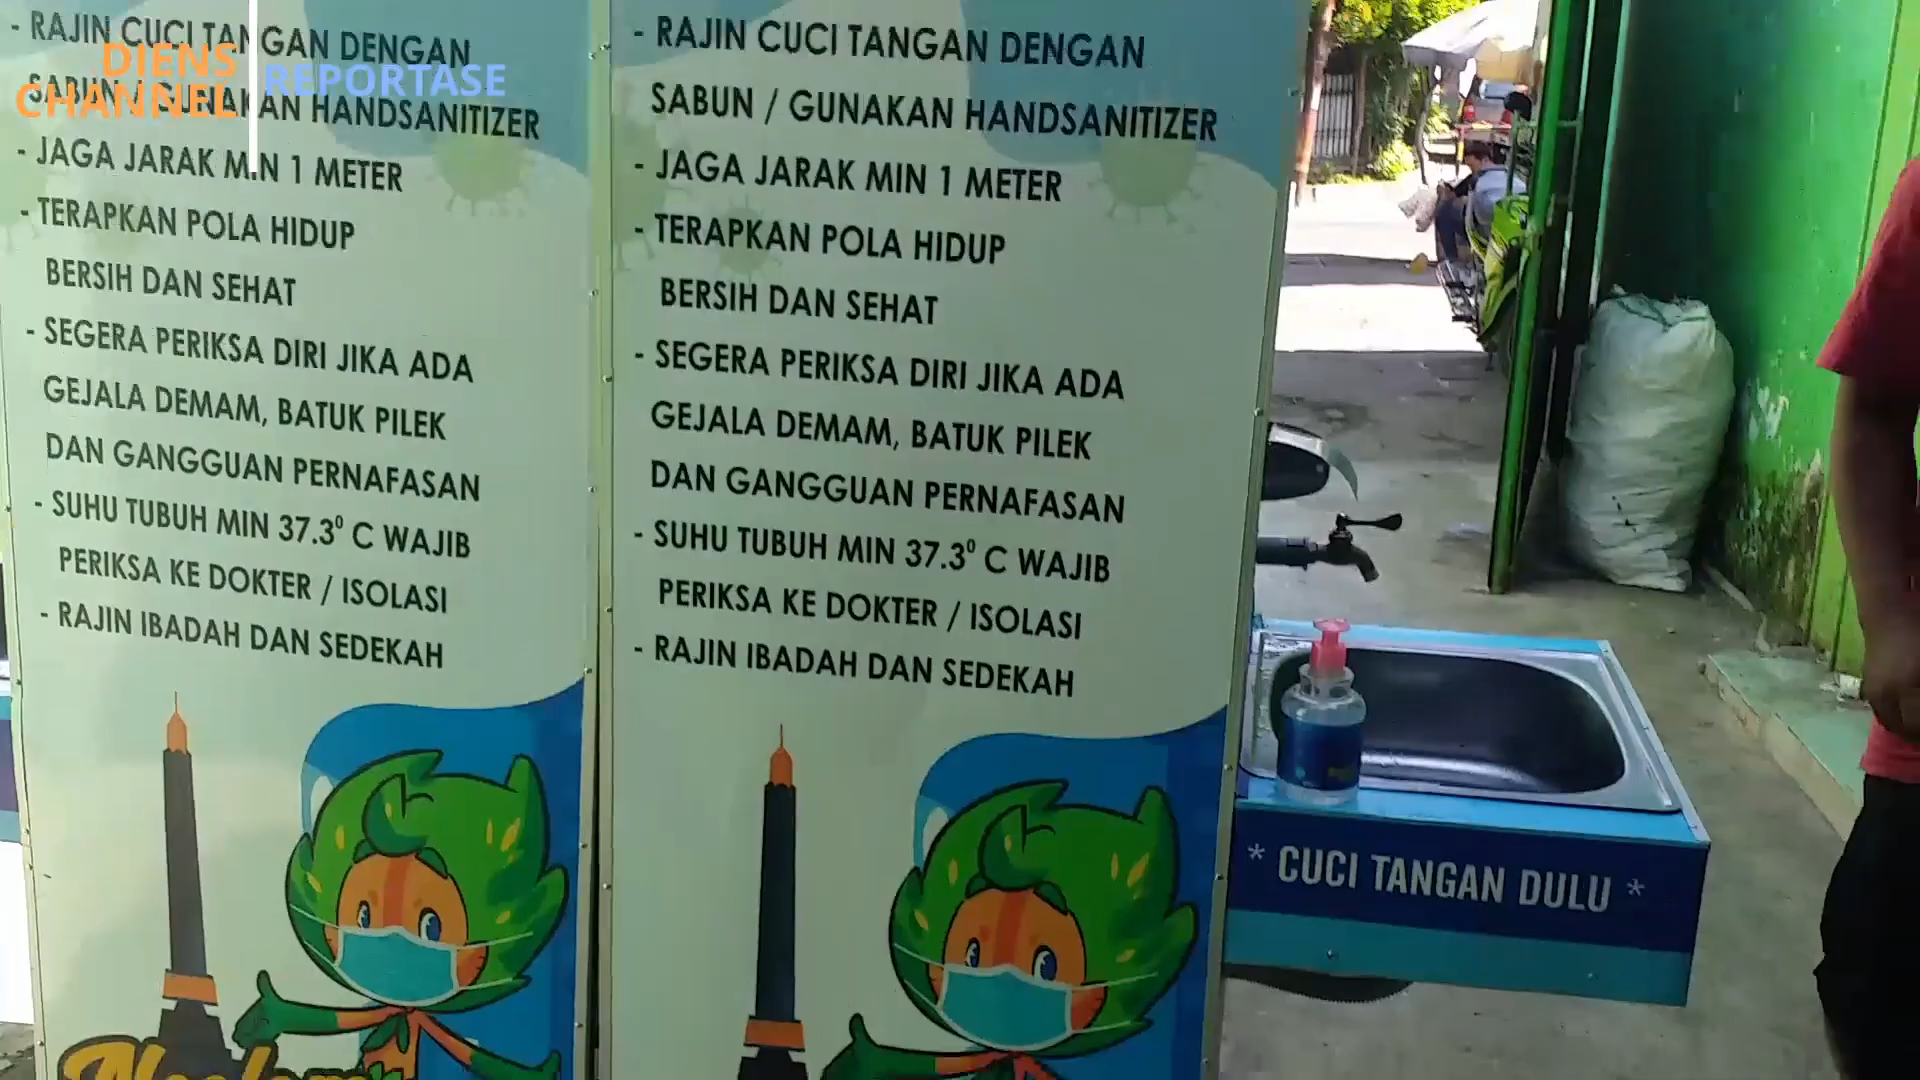 DIENS
CHANNEL
REPORTASE
- RAJIN CUCI TANGAN DENGAN
SABUN / GUNAKAN HANDSANITIZER
- JAGA JARAK MIN 1 METER
- TERAPKAN POLA HIDUP
BERSIH DAN SEHAT
- SEGERA PERIKSA DIRI JIKA ADA
GEJALA DEMAM, BATUK PILEK
DAN GANGGUAN PERNAFASAN
- SUHU TUBUH MIN 37.3⁰ C WAJIB
PERIKSA KE DOKTER / ISOLASI
- RAJIN IBADAH DAN SEDEKAH
- RAJIN CUCI TANGAN DENGAN
SABUN / GUNAKAN HANDSANITIZER
- JAGA JARAK MIN 1 METER
- TERAPKAN POLA HIDUP
BERSIH DAN SEHAT
- SEGERA PERIKSA DIRI JIKA ADA
GEJALA DEMAM, BATUK PILEK
DAN GANGGUAN PERNAFASAN
- SUHU TUBUH MIN 37.3⁰ C WAJIB
PERIKSA KE DOKTER / ISOLASI
- RAJIN IBADAH DAN SEDEKAH
* CUCI TANGAN DULU *